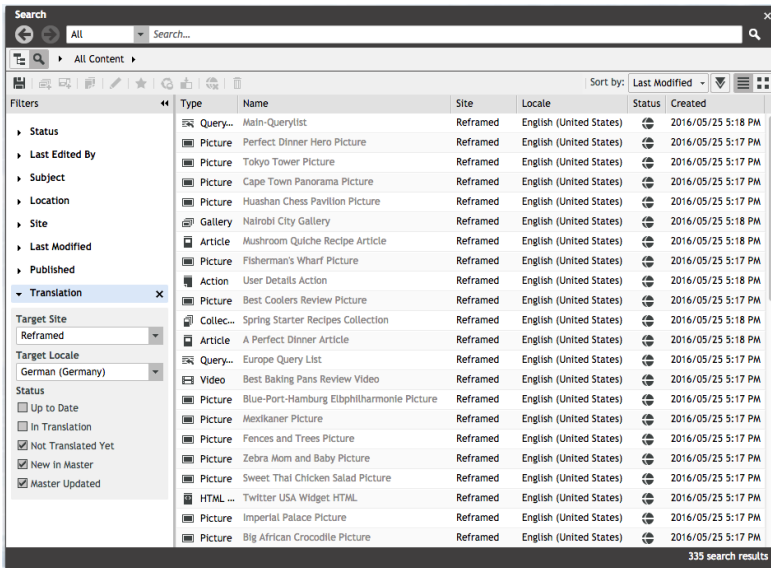 Search
All Search...
All Content
Sort by: Last Modified
Filters Type Name Site Locale Status Created
Status
Last Edited By
Subject
Location
Site
Last Modified
Published
Translation
Target Site
Reframed
Target Locale
German (Germany)
Status
Up to Date
In Translation
Not Translated Yet
New in Master
Master Updated
Query... Main-Querylist Reframed English (United States) 2016/05/25 5:18 PM
Picture Perfect Dinner Hero Picture Reframed English (United States) 2016/05/25 5:17 PM
Picture Tokyo Tower Picture Reframed English (United States) 2016/05/25 5:17 PM
Picture Cape Town Panorama Picture Reframed English (United States) 2016/05/25 5:17 PM
Picture Huashan Chess Pavilion Picture Reframed English (United States) 2016/05/25 5:17 PM
Gallery Nairobi City Gallery Reframed English (United States) 2016/05/25 5:18 PM
Article Mushroom Quiche Recipe Article Reframed English (United States) 2016/05/25 5:18 PM
Picture Fisherman's Wharf Picture Reframed English (United States) 2016/05/25 5:17 PM
Action User Details Action Reframed English (United States) 2016/05/25 5:18 PM
Picture Best Coolers Review Picture Reframed English (United States) 2016/05/25 5:17 PM
Collec... Spring Starter Recipes Collection Reframed English (United States) 2016/05/25 5:18 PM
Article A Perfect Dinner Article Reframed English (United States) 2016/05/25 5:18 PM
Query... Europe Query List Reframed English (United States) 2016/05/25 5:17 PM
Video Best Baking Pans Review Video Reframed English (United States) 2016/05/25 5:17 PM
Picture Blue-Port-Hamburg Elbphilharmonie Picture Reframed English (United States) 2016/05/25 5:17 PM
Picture Mexikaner Picture Reframed English (United States) 2016/05/25 5:17 PM
Picture Fences and Trees Picture Reframed English (United States) 2016/05/25 5:17 PM
Picture Zebra Mom and Baby Picture Reframed English (United States) 2016/05/25 5:17 PM
Picture Sweet Thai Chicken Salad Picture Reframed English (United States) 2016/05/25 5:17 PM
HTML ... Twitter USA Widget HTML Reframed English (United States) 2016/05/25 5:17 PM
Picture Imperial Palace Picture Reframed English (United States) 2016/05/25 5:17 PM
Picture Big African Crocodile Picture Reframed English (United States) 2016/05/25 5:17 PM
335 search results